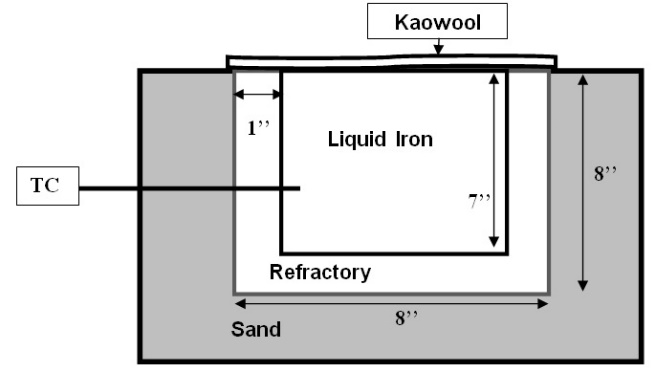 Kaowool
1’’
Liquid Iron
8’’
TC
7’’
Refractory
8’’
Sand